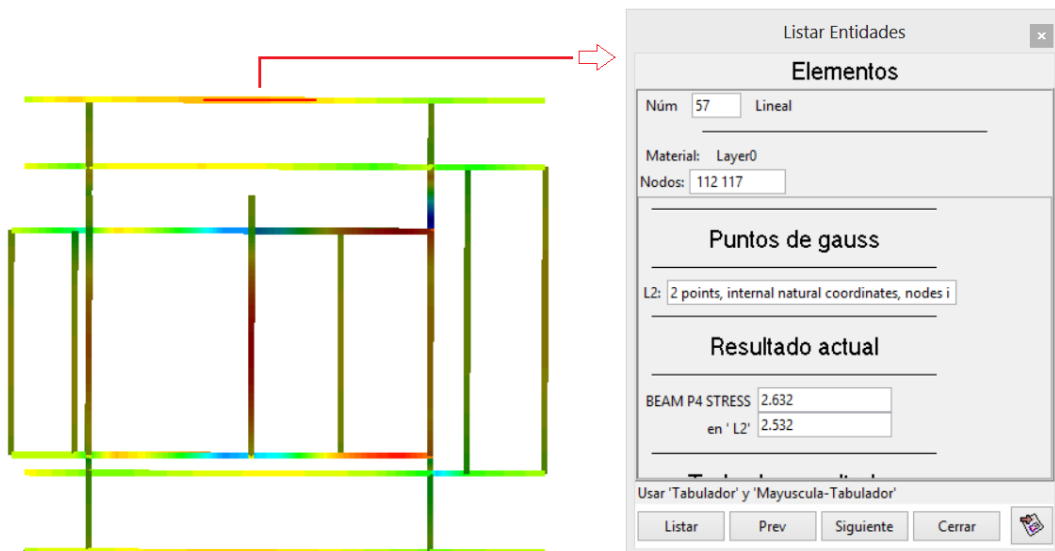 Listar Entidades
Elementos
Núm 57 Lineal
Material: Layer0
Nodos: 112 117
Puntos de gauss
L2: 2 points, internal natural coordinates, nodes i
Resultado actual
BEAM P4 STRESS 2.632
en ' L2' 2.532
Usar 'Tabulador' y 'Mayuscula-Tabulador'
Listar Prev Siguiente Cerrar